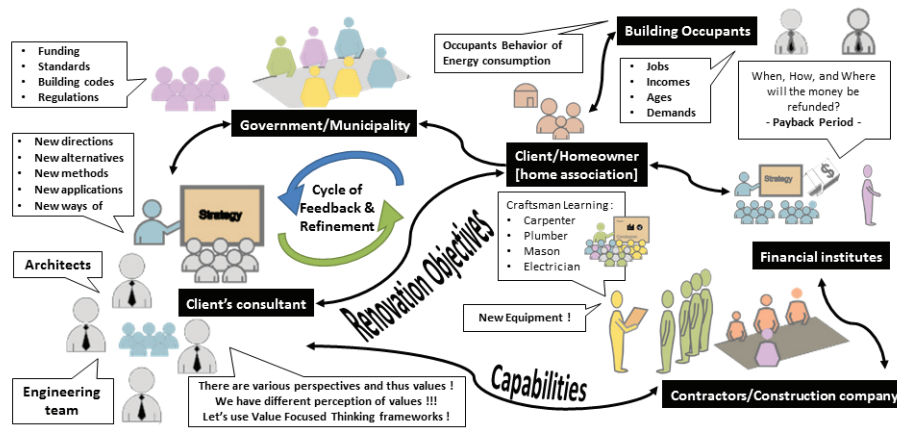 • Funding
• Standards
• Building codes
• Regulations
Government/Municipality
Occupants Behavior of
Energy consumption
Building Occupants
• Jobs
• Incomes
• Ages
• Demands
When, How, and Where
will the money be
refunded?
- Payback Period -
• New directions
• New alternatives
• New methods
• New applications
• New ways of
Strategy
Cycle of
Feedback &
Refinement
Client/Homeowner
[home association]
Strategy
$
Craftsman Learning :
• Carpenter
• Plumber
• Mason
• Electrician
Financial institutes
Architects
Client's consultant
Renovation Objectives
New Equipment !
Engineering
team
There are various perspectives and thus values !
We have different perception of values !!!
Let's use Value Focused Thinking frameworks !
Capabilities
Contractors/Construction company